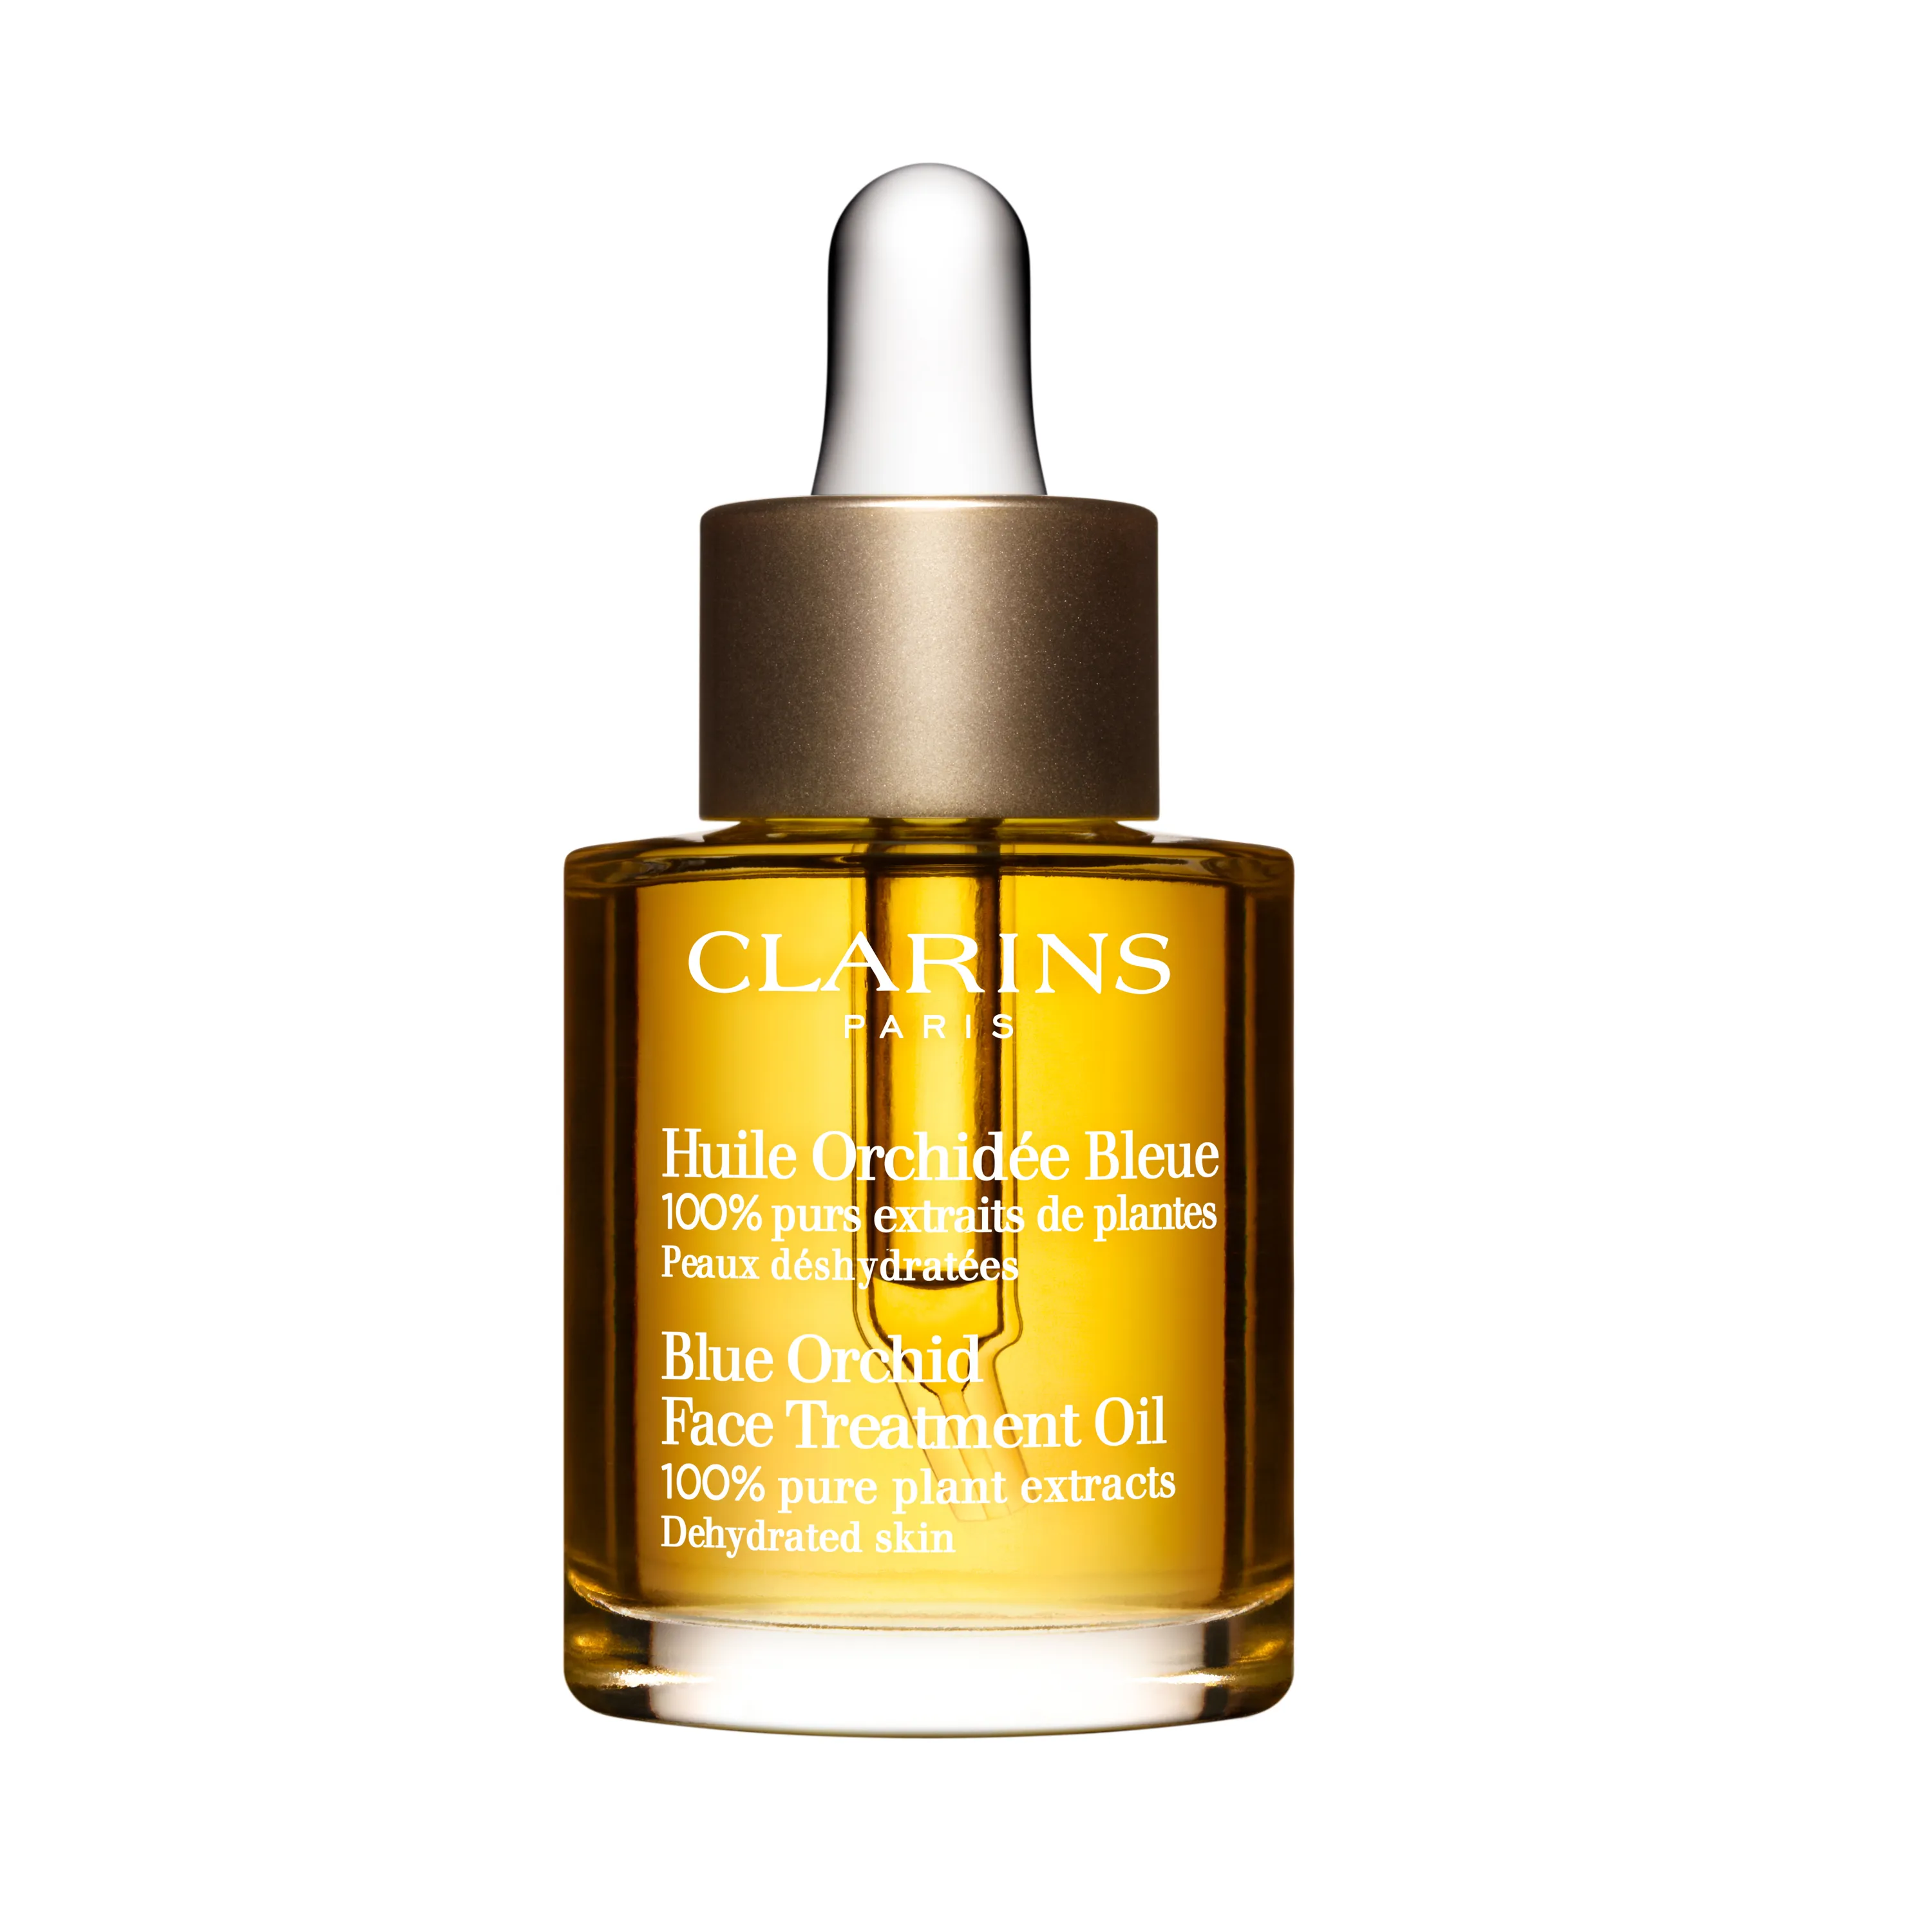 CLARINS
PARIS
Huile Orchidée Bleue
100% purs extraits de plantes
Peaux déshydratées
Blue Orchid
Face Treatment Oil
100% pure plant extracts
Dehydrated skin